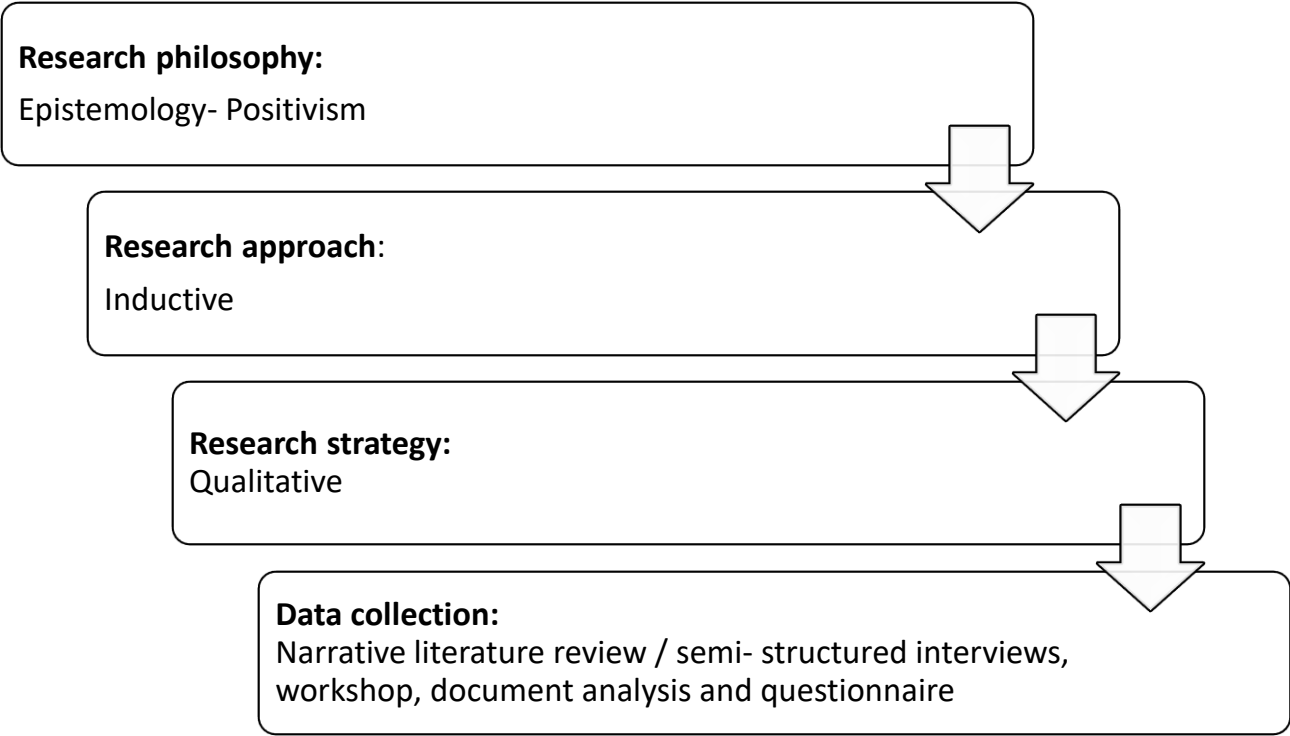 Research philosophy:
Epistemology- Positivism
Research approach:
Inductive
Research strategy:
Qualitative
Data collection:
Narrative literature review / semi- structured interviews,
workshop, document analysis and questionnaire